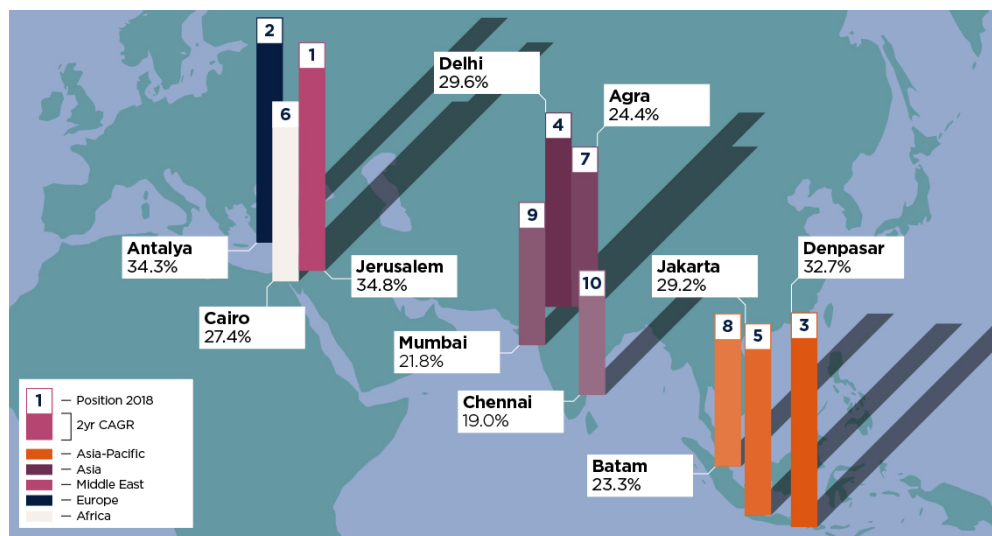 2
1
6
Delhi
29.6%
Agra
24.4%
4
7
9
10
Antalya
34.3%
Jerusalem
34.8%
Cairo
27.4%
Mumbai
21.8%
Chennai
19.0%
Jakarta
29.2%
Denpasar
32.7%
8
5
3
Batam
23.3%
1 – Position 2018
2yr CAGR
– Asia-Pacific
– Asia
– Middle East
– Europe
– Africa